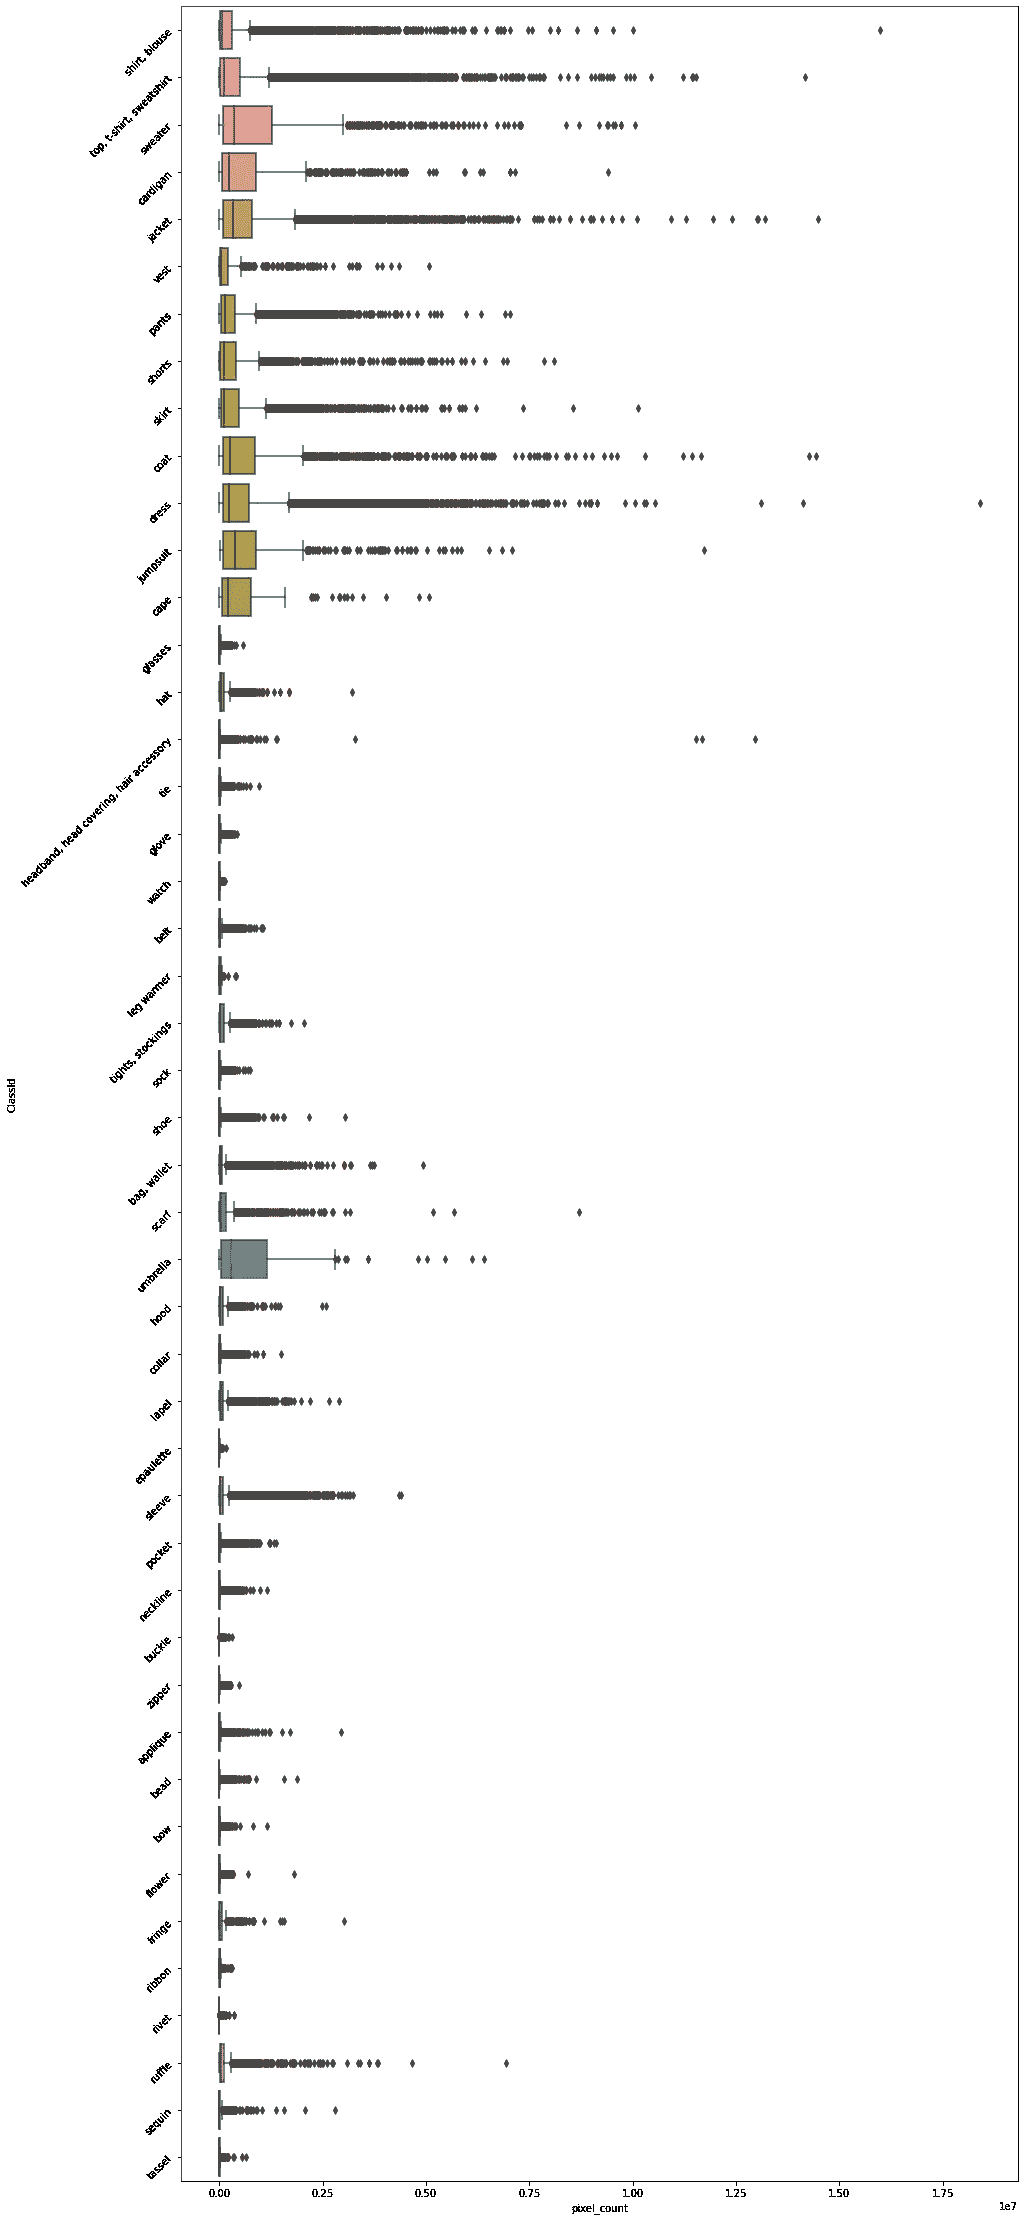 shirt, blouse
top, t-shirt, sweatshirt
sweater
cardigan
jacket
vest
pants
shorts
skirt
coat
dress
jumpsuit
cape
glasses
hat
headband, head covering, hair accessory
tie
glove
watch
belt
leg warmer
tights, stockings
sock
shoe
bag, wallet
scarf
umbrella
hood
collar
lapel
epaulette
sleeve
pocket
neckline
buckle
zipper
applique
bead
bow
flower
fringe
ribbon
rivet
ruffle
sequin
tassel
ClassId
0.00 0.25 0.50 0.75 1.00 1.25 1.50 1.75
1e7
pixel_count